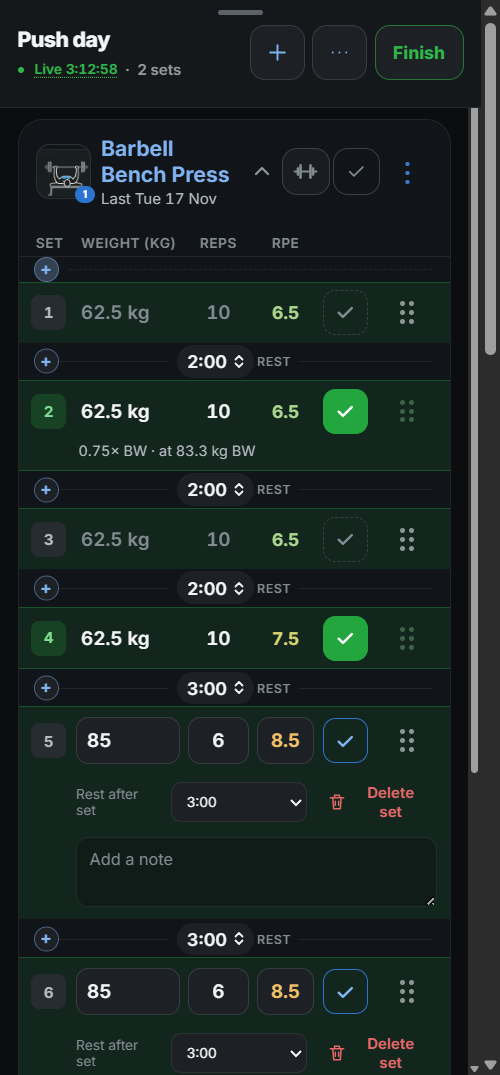 Push day
Live 3:12:58 · 2 sets
+
...
Finish
Barbell
Bench Press
1
Last Tue 17 Nov
SET WEIGHT (KG) REPS RPE
+
1 62.5 kg 10 6.5
+ 2:00 REST
2 62.5 kg 10 6.5
0.75× BW · at 83.3 kg BW
+ 2:00 REST
3 62.5 kg 10 6.5
+ 2:00 REST
4 62.5 kg 10 7.5
+ 3:00 REST
5 85 6 8.5
Rest after
set
3:00
Delete
set
Add a note
+ 3:00 REST
6 85 6 8.5
Rest after
set
3:00
Delete
set